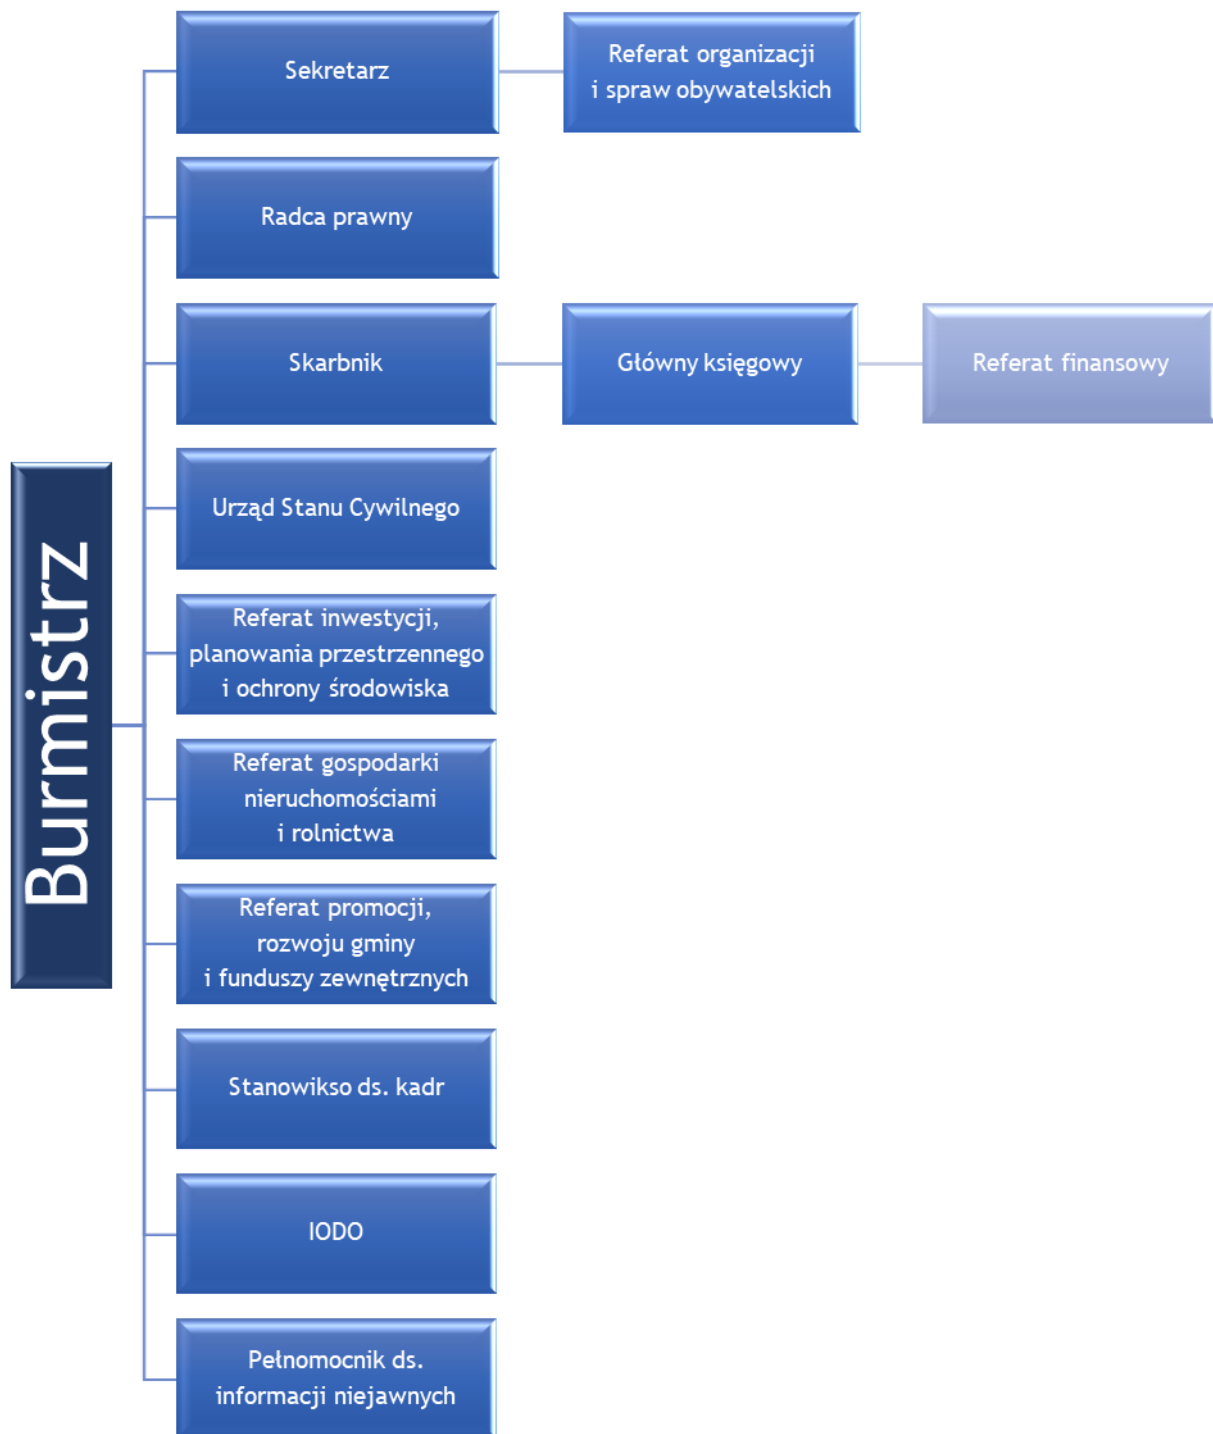 Burmistrz
Sekretarz
Referat organizacji
i spraw obywatelskich
Radca prawny
Skarbnik
Główny księgowy
Referat finansowy
Urząd Stanu Cywilnego
Referat inwestycji,
planowania przestrzennego
i ochrony środowiska
Referat gospodarki
nieruchomościami
i rolnictwa
Referat promocji,
rozwoju gminy
i funduszy zewnętrznych
Stanowikso ds. kadr
IODO
Pełnomocnik ds.
informacji niejawnych